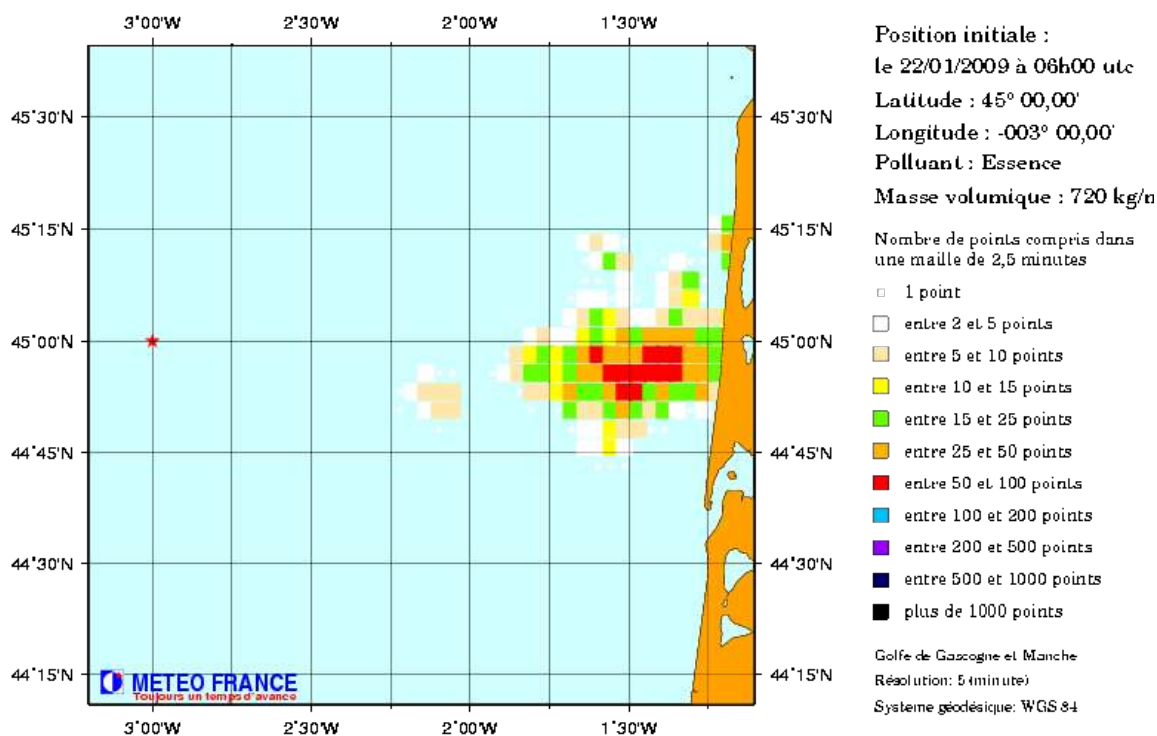 3°00'W 2°30'W 2°00'W 1°30'W
Position initiale :
le 22/01/2009 à 06h00 utc
Latitude : 45° 00,00'
Longitude : -003° 00,00'
Polluant : Essence
Masse volumique : 720 kg/m
Nombre de points compris dans
une maille de 2,5 minutes
1 point
entre 2 et 5 points
entre 5 et 10 points
entre 10 et 15 points
entre 15 et 25 points
entre 25 et 50 points
entre 50 et 100 points
entre 100 et 200 points
entre 200 et 500 points
entre 500 et 1000 points
plus de 1000 points
Golfe de Gascogne et Manche
Résolution: 5 (minute)
Systeme géodésique: WGS 84
45°30'N 45°30'N
45°15'N 45°15'N
45°00'N 45°00'N
44°45'N 44°45'N
44°30'N 44°30'N
44°15'N 44°15'N
METEO FRANCE
Toujours un temps d'avance
3°00'W 2°30'W 2°00'W 1°30'W